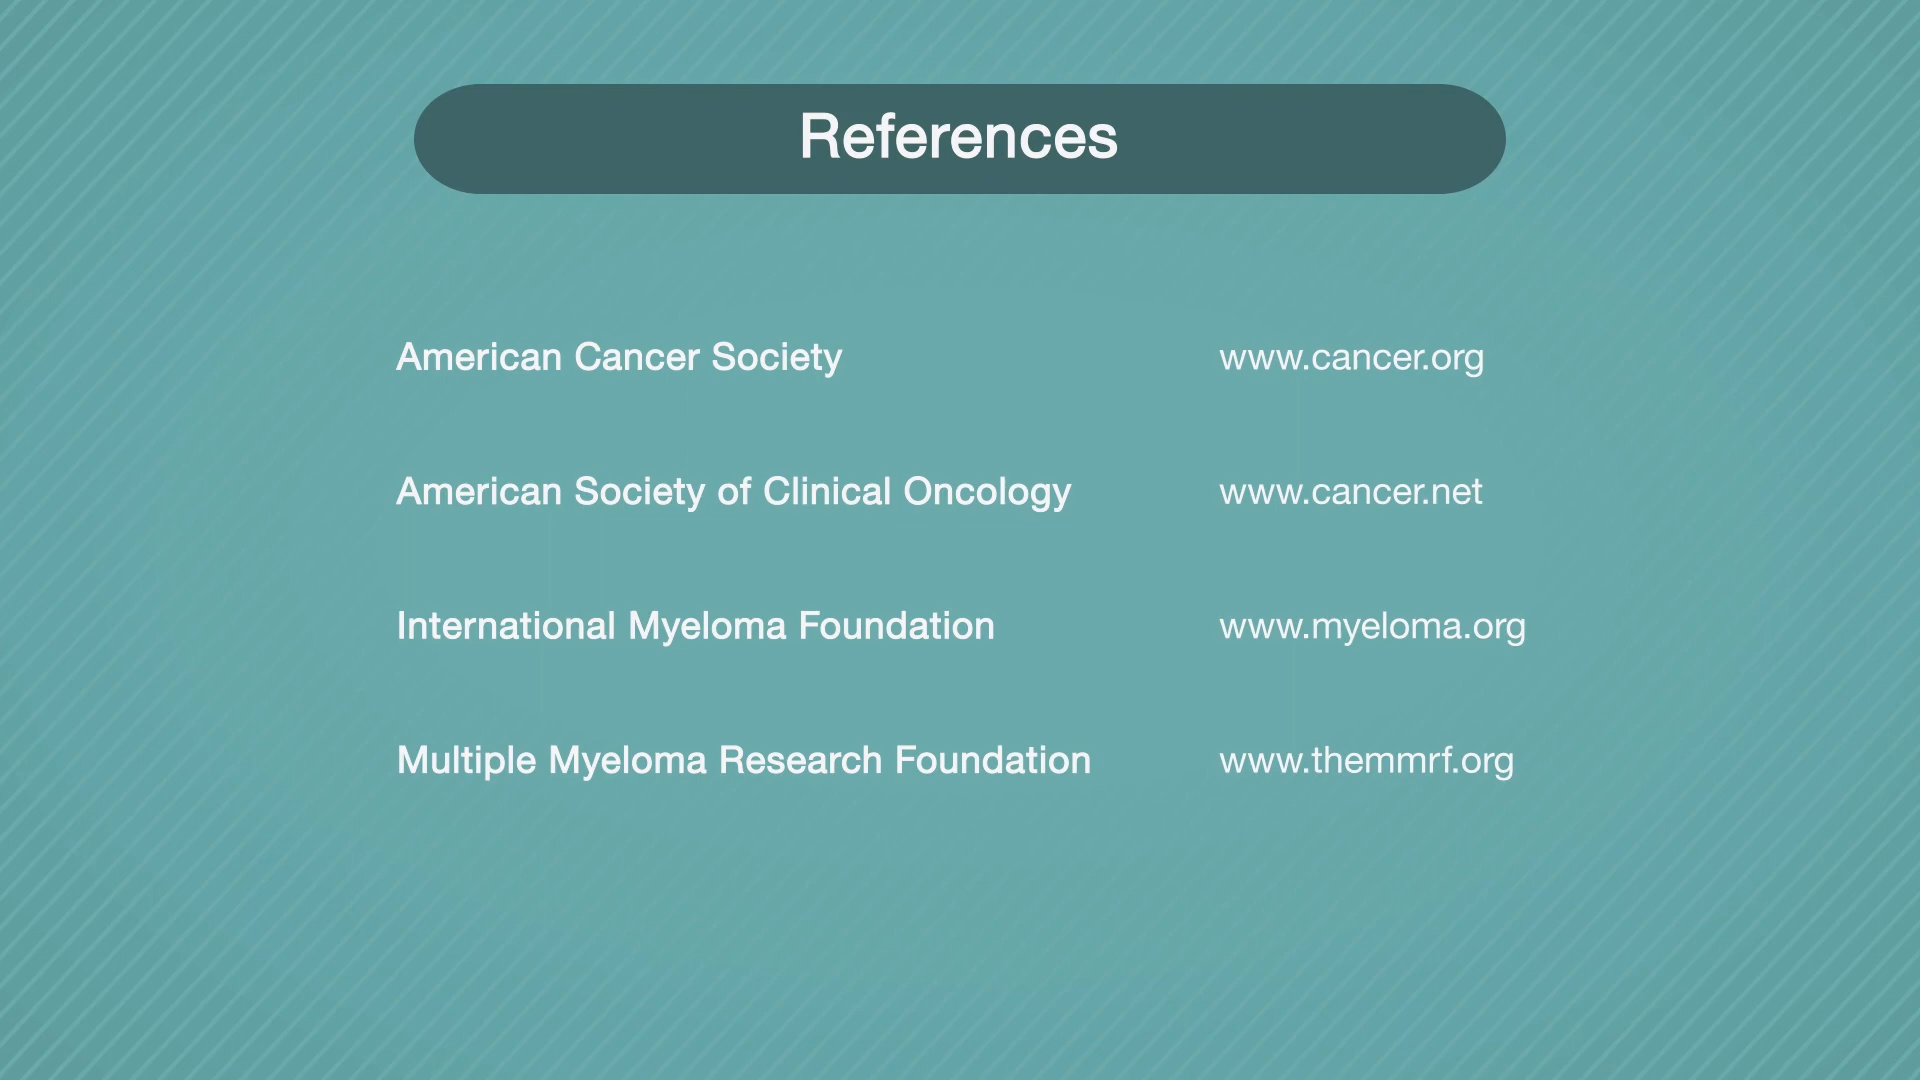 References
American Cancer Society www.cancer.org
American Society of Clinical Oncology www.cancer.net
International Myeloma Foundation www.myeloma.org
Multiple Myeloma Research Foundation www.themmrf.org